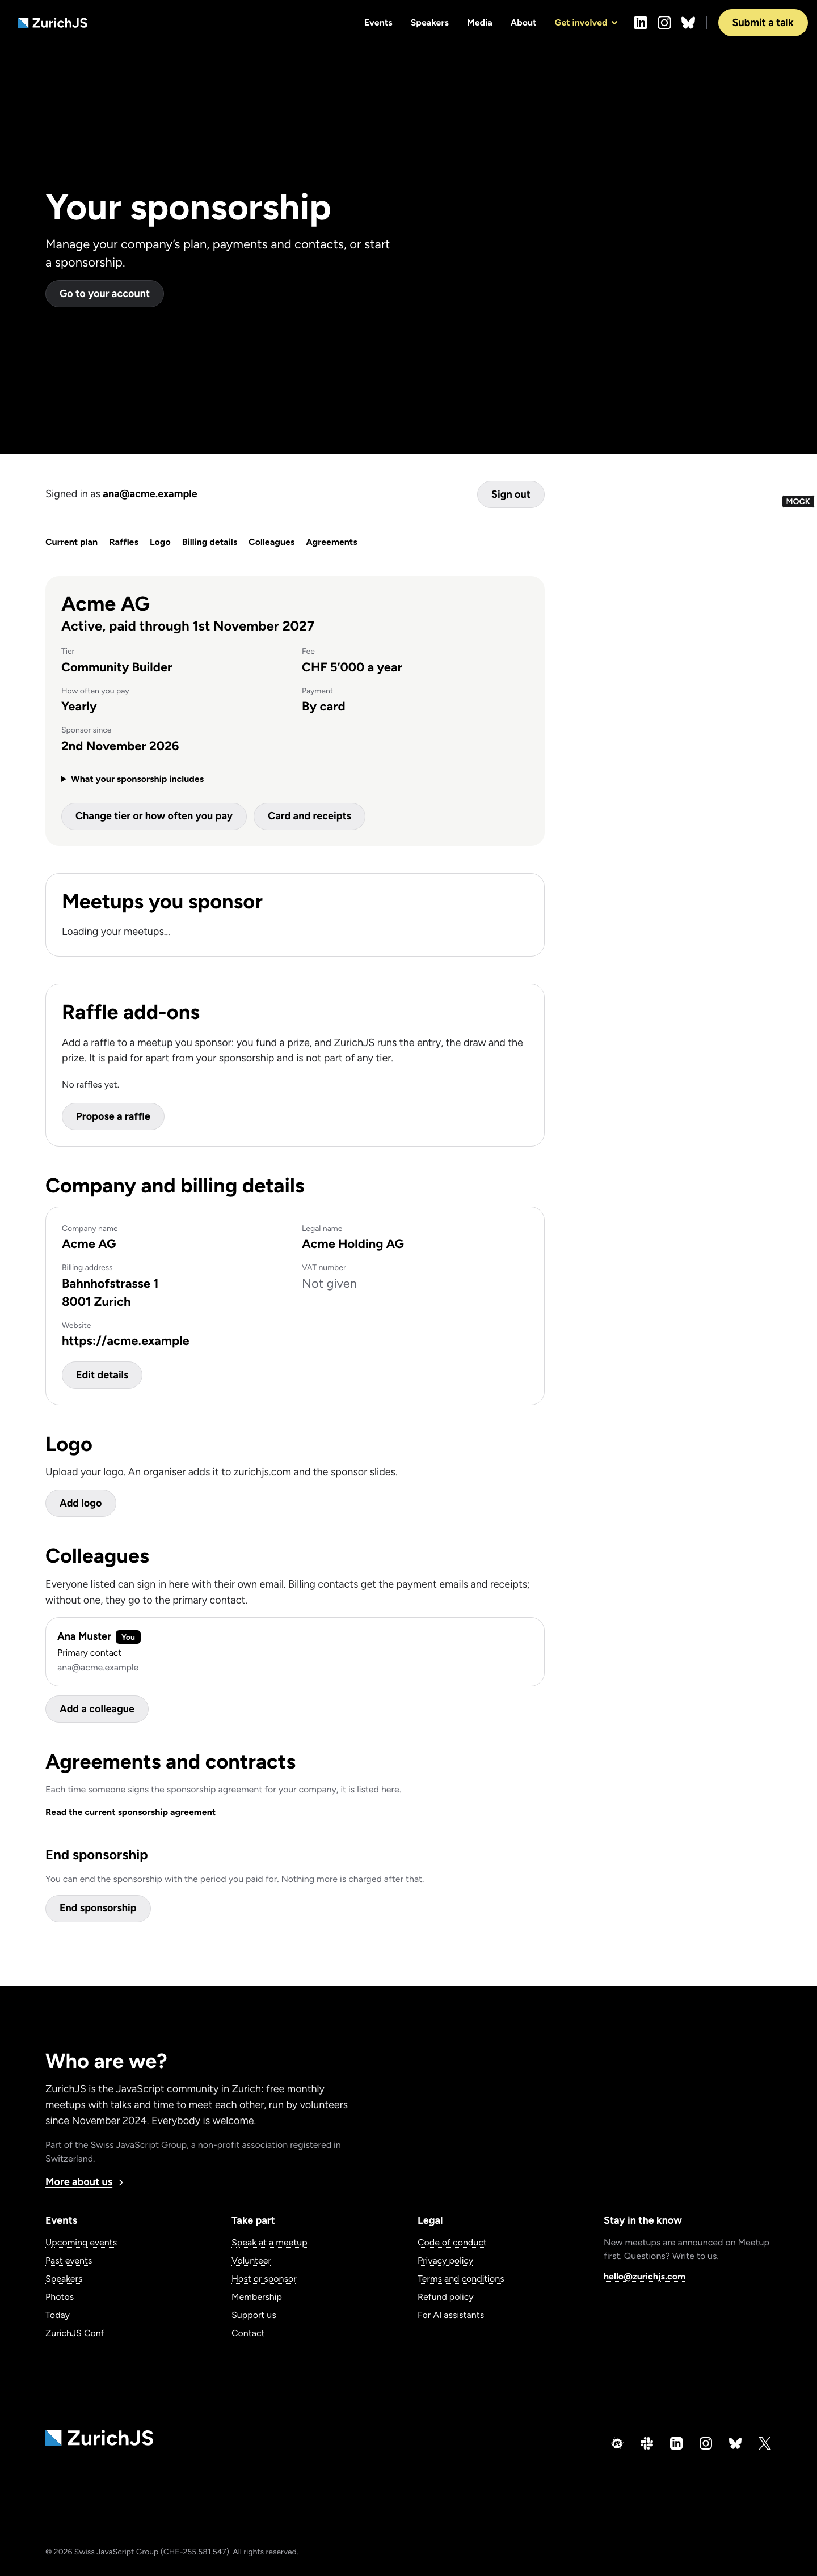 ZurichJS
Events
Speakers
Media
About
Get involved
Submit a talk
Your sponsorship
Manage your company’s plan, payments and contacts, or start
a sponsorship.
Go to your account
Signed in as ana@acme.example
Sign out
MOCK
Current plan
Raffles
Logo
Billing details
Colleagues
Agreements
Acme AG
Active, paid through 1st November 2027
Tier
Community Builder
Fee
CHF 5’000 a year
How often you pay
Yearly
Payment
By card
Sponsor since
2nd November 2026
What your sponsorship includes
Change tier or how often you pay
Card and receipts
Meetups you sponsor
Loading your meetups…
Raffle add-ons
Add a raffle to a meetup you sponsor: you fund a prize, and ZurichJS runs the entry, the draw and the
prize. It is paid for apart from your sponsorship and is not part of any tier.
No raffles yet.
Propose a raffle
Company and billing details
Company name
Acme AG
Legal name
Acme Holding AG
Billing address
Bahnhofstrasse 1
8001 Zurich
VAT number
Not given
Website
https://acme.example
Edit details
Logo
Upload your logo. An organiser adds it to zurichjs.com and the sponsor slides.
Add logo
Colleagues
Everyone listed can sign in here with their own email. Billing contacts get the payment emails and receipts;
without one, they go to the primary contact.
Ana Muster You
Primary contact
ana@acme.example
Add a colleague
Agreements and contracts
Each time someone signs the sponsorship agreement for your company, it is listed here.
Read the current sponsorship agreement
End sponsorship
You can end the sponsorship with the period you paid for. Nothing more is charged after that.
End sponsorship
Who are we?
ZurichJS is the JavaScript community in Zurich: free monthly
meetups with talks and time to meet each other, run by volunteers
since November 2024. Everybody is welcome.
Part of the Swiss JavaScript Group, a non-profit association registered in
Switzerland.
More about us
Events
Upcoming events
Past events
Speakers
Photos
Today
ZurichJS Conf
Take part
Speak at a meetup
Volunteer
Host or sponsor
Membership
Support us
Contact
Legal
Code of conduct
Privacy policy
Terms and conditions
Refund policy
For AI assistants
Stay in the know
New meetups are announced on Meetup
first. Questions? Write to us.
hello@zurichjs.com
ZurichJS
© 2026 Swiss JavaScript Group (CHE-255.581.547). All rights reserved.